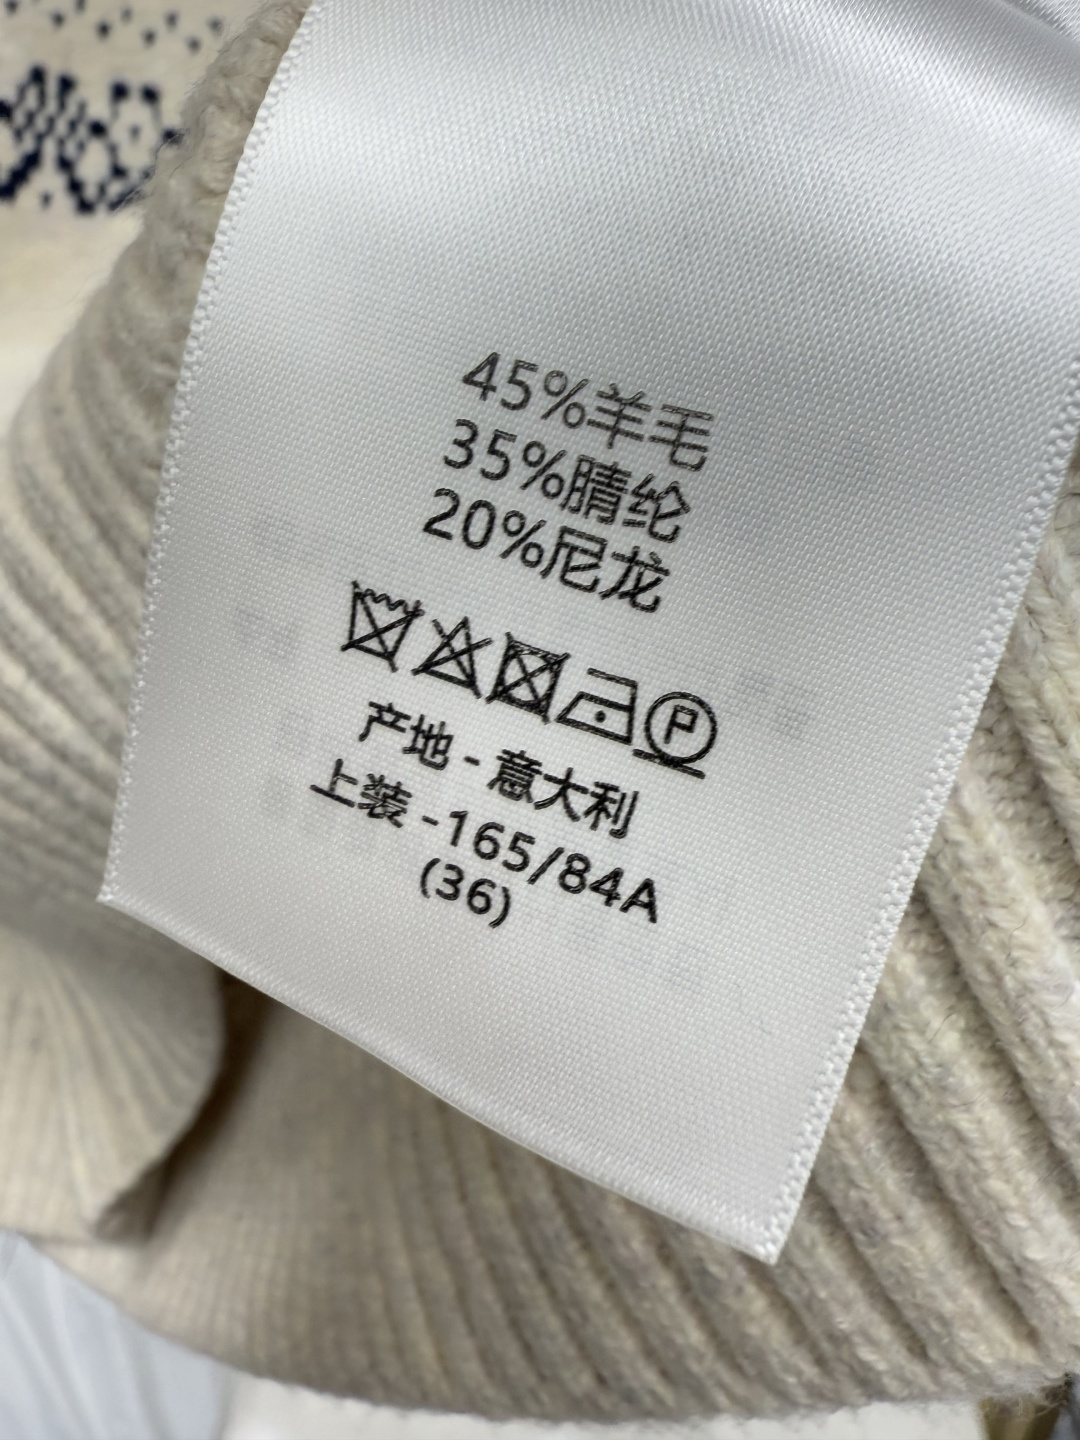 45%羊毛
35%腈纶
20%尼龙
P
产地 - 意大利
上装 -165/84A
(36)